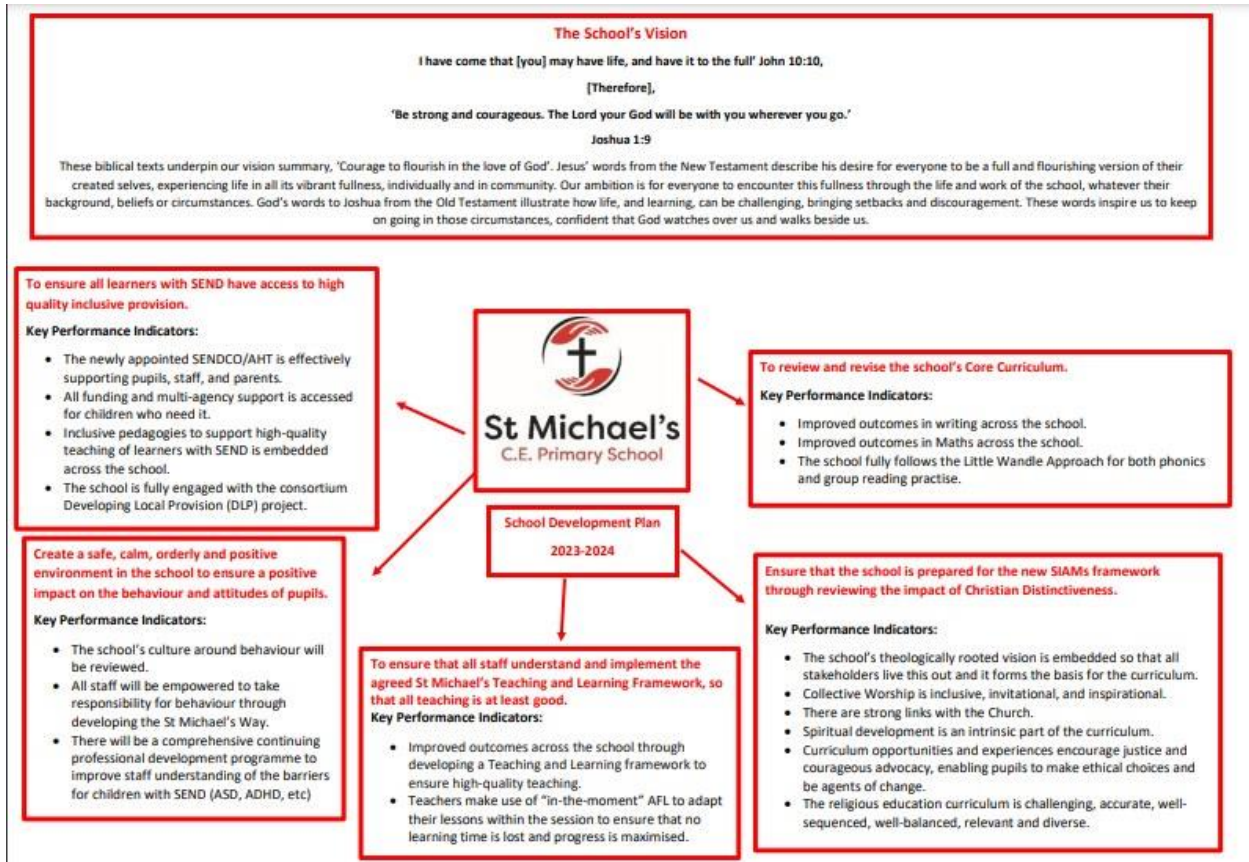 The School's Vision
I have come that [you] may have life, and have it to the full' John 10:10,
[Therefore],
'Be strong and courageous. The Lord your God will be with you wherever you go.'
Joshua 1:9
These biblical texts underpin our vision summary, 'Courage to flourish in the love of God'. Jesus' words from the New Testament describe his desire for everyone to be a full and flourishing version of their
created selves, experiencing life in all its vibrant fullness, individually and in community. Our ambition is for everyone to encounter this fullness through the life and work of the school, whatever their
background, beliefs or circumstances. God's words to Joshua from the Old Testament illustrate how life, and learning, can be challenging, bringing setbacks and discouragement. These words inspire us to keep
on going in those circumstances, confident that God watches over us and walks beside us.
To ensure all learners with SEND have access to high
quality inclusive provision.
Key Performance Indicators:
• The newly appointed SENDCO/AHT is effectively
supporting pupils, staff, and parents.
• All funding and multi-agency support is accessed
for children who need it.
• Inclusive pedagogies to support high-quality
teaching of learners with SEND is embedded
across the school.
• The school is fully engaged with the consortium
Developing Local Provision (DLP) project.
St Michael's
C.E. Primary School
To review and revise the school's Core Curriculum.
Key Performance Indicators:
• Improved outcomes in writing across the school.
• Improved outcomes in Maths across the school.
• The school fully follows the Little Wandle Approach for both phonics
and group reading practise.
School Development Plan
2023-2024
Create a safe, calm, orderly and positive
environment in the school to ensure a positive
impact on the behaviour and attitudes of pupils.
Key Performance Indicators:
• The school's culture around behaviour will
be reviewed.
• All staff will be empowered to take
responsibility for behaviour through
developing the St Michael's Way.
• There will be a comprehensive continuing
professional development programme to
improve staff understanding of the barriers
for children with SEND (ASD, ADHD, etc)
To ensure that all staff understand and implement the
agreed St Michael's Teaching and Learning Framework, so
that all teaching is at least good.
Key Performance Indicators:
• Improved outcomes across the school through
developing a Teaching and Learning framework to
ensure high-quality teaching.
• Teachers make use of "in-the-moment" AFL to adapt
their lessons within the session to ensure that no
learning time is lost and progress is maximised.
Ensure that the school is prepared for the new SIAMs framework
through reviewing the impact of Christian Distinctiveness.
Key Performance Indicators:
• The school's theologically rooted vision is embedded so that all
stakeholders live this out and it forms the basis for the curriculum.
• Collective Worship is inclusive, invitational, and inspirational.
• There are strong links with the Church.
• Spiritual development is an intrinsic part of the curriculum.
• Curriculum opportunities and experiences encourage justice and
courageous advocacy, enabling pupils to make ethical choices and
be agents of change.
• The religious education curriculum is challenging, accurate, well-
sequenced, well-balanced, relevant and diverse.